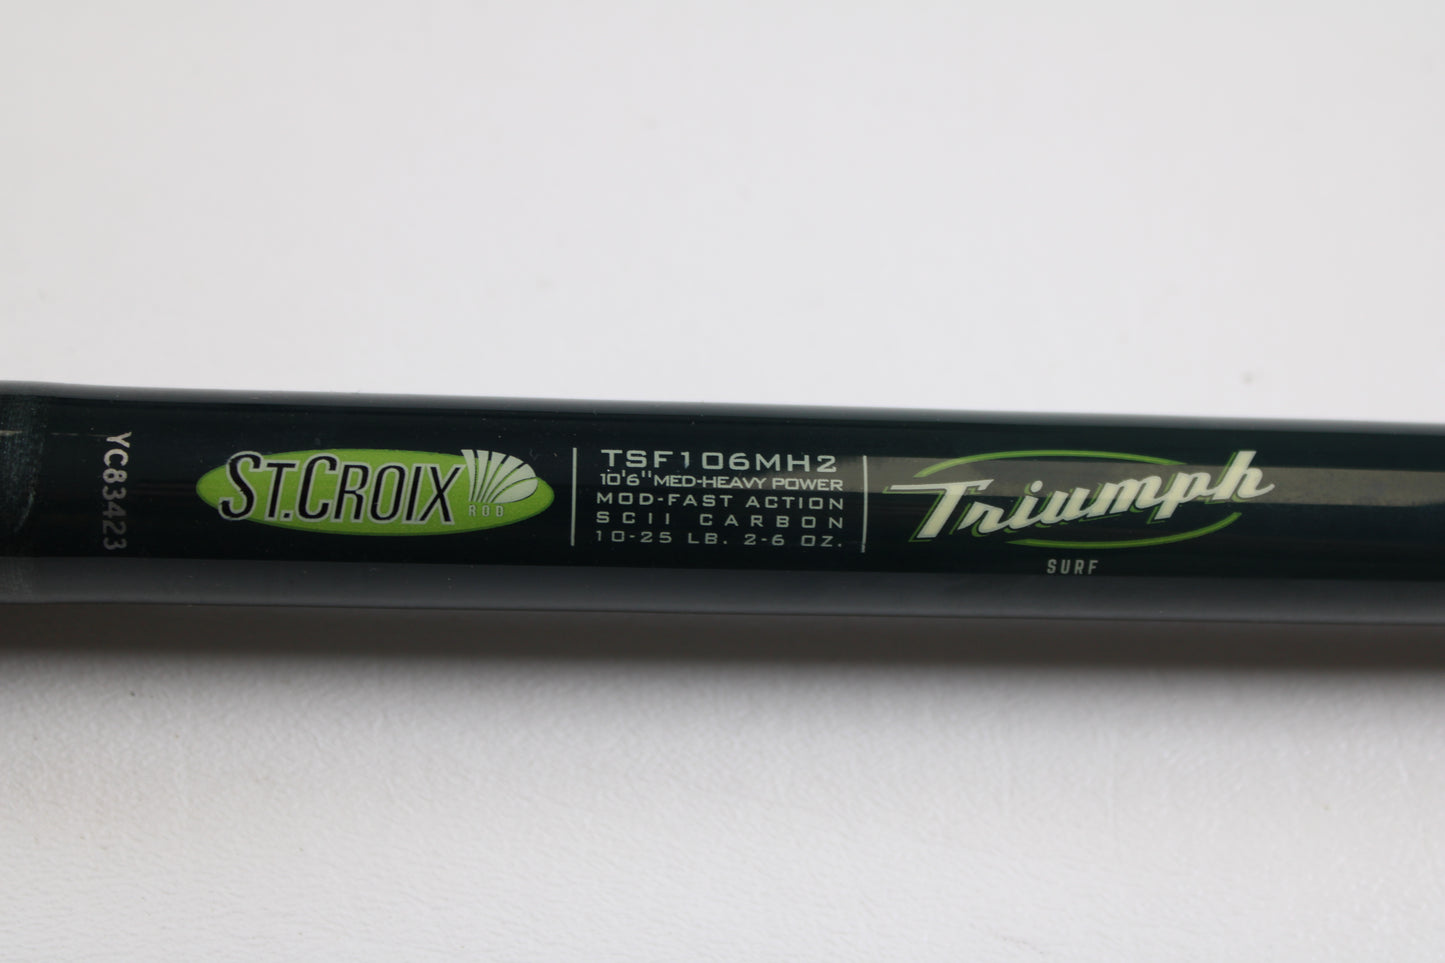 YC83423
ST.CROIX
ROD
TSF106MH2
10'6" MED-HEAVY POWER
MOD-FAST ACTION
SCII CARBON
10-25 LB. 2-6 OZ.
Triumph
SURF